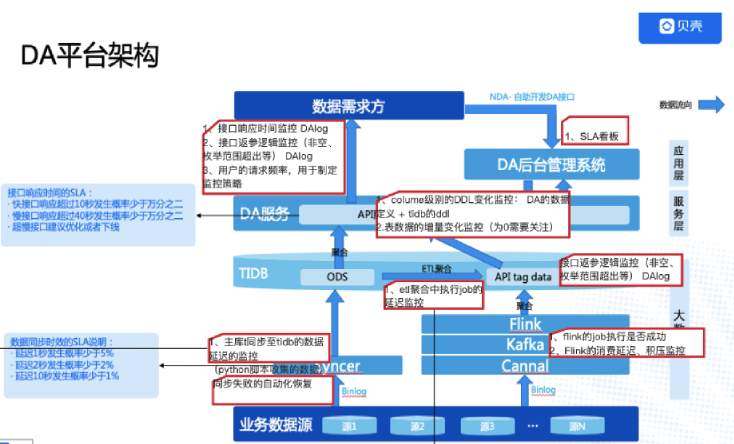 贝壳
DA平台架构
数据需求方
NDA- 自助开发DA接口
数据流向
1、接口响应时间监控 DAlog
2、接口返参逻辑监控（非空、
枚举范围超出等） DAlog
3、用户的请求频率，用于制定
监控策略
1、SLA看板
DA后台管理系统
应用层
接口响应时间的SLA：
· 快接口响应超过10秒发生概率少于万分之二
· 慢接口响应超过40秒发生概率少于万分之二
· 超慢接口建议优化或者下线
DA服务
API
1、colume级别的DDL变化监控： DA的数据
定义 + tidb的ddl
2.表数据的增量变化监控（为0需要关注）
服务层
聚合
TIDB
ODS
ETL聚合
API tag data
接口返参逻辑监控（非空、
枚举范围超出等） DAlog
1、etl聚合中执行job的
延迟监控
聚合
大数
Flink
Kafka
Cannal
1、flink的job执行是否成功
2、Flink的消费延迟、积压监控
数据同步时效的SLA说明：
· 延迟1秒发生概率少于5%
· 延迟2秒发生概率少于2%
· 延迟10秒发生概率少于1%
1、主库t同步至tidb的数据
延迟的监控
（python脚本收集的数据
同步失败的自动化恢复
yncer
Binlog
Binlog
业务数据源
源1
源2
源3
...
源N